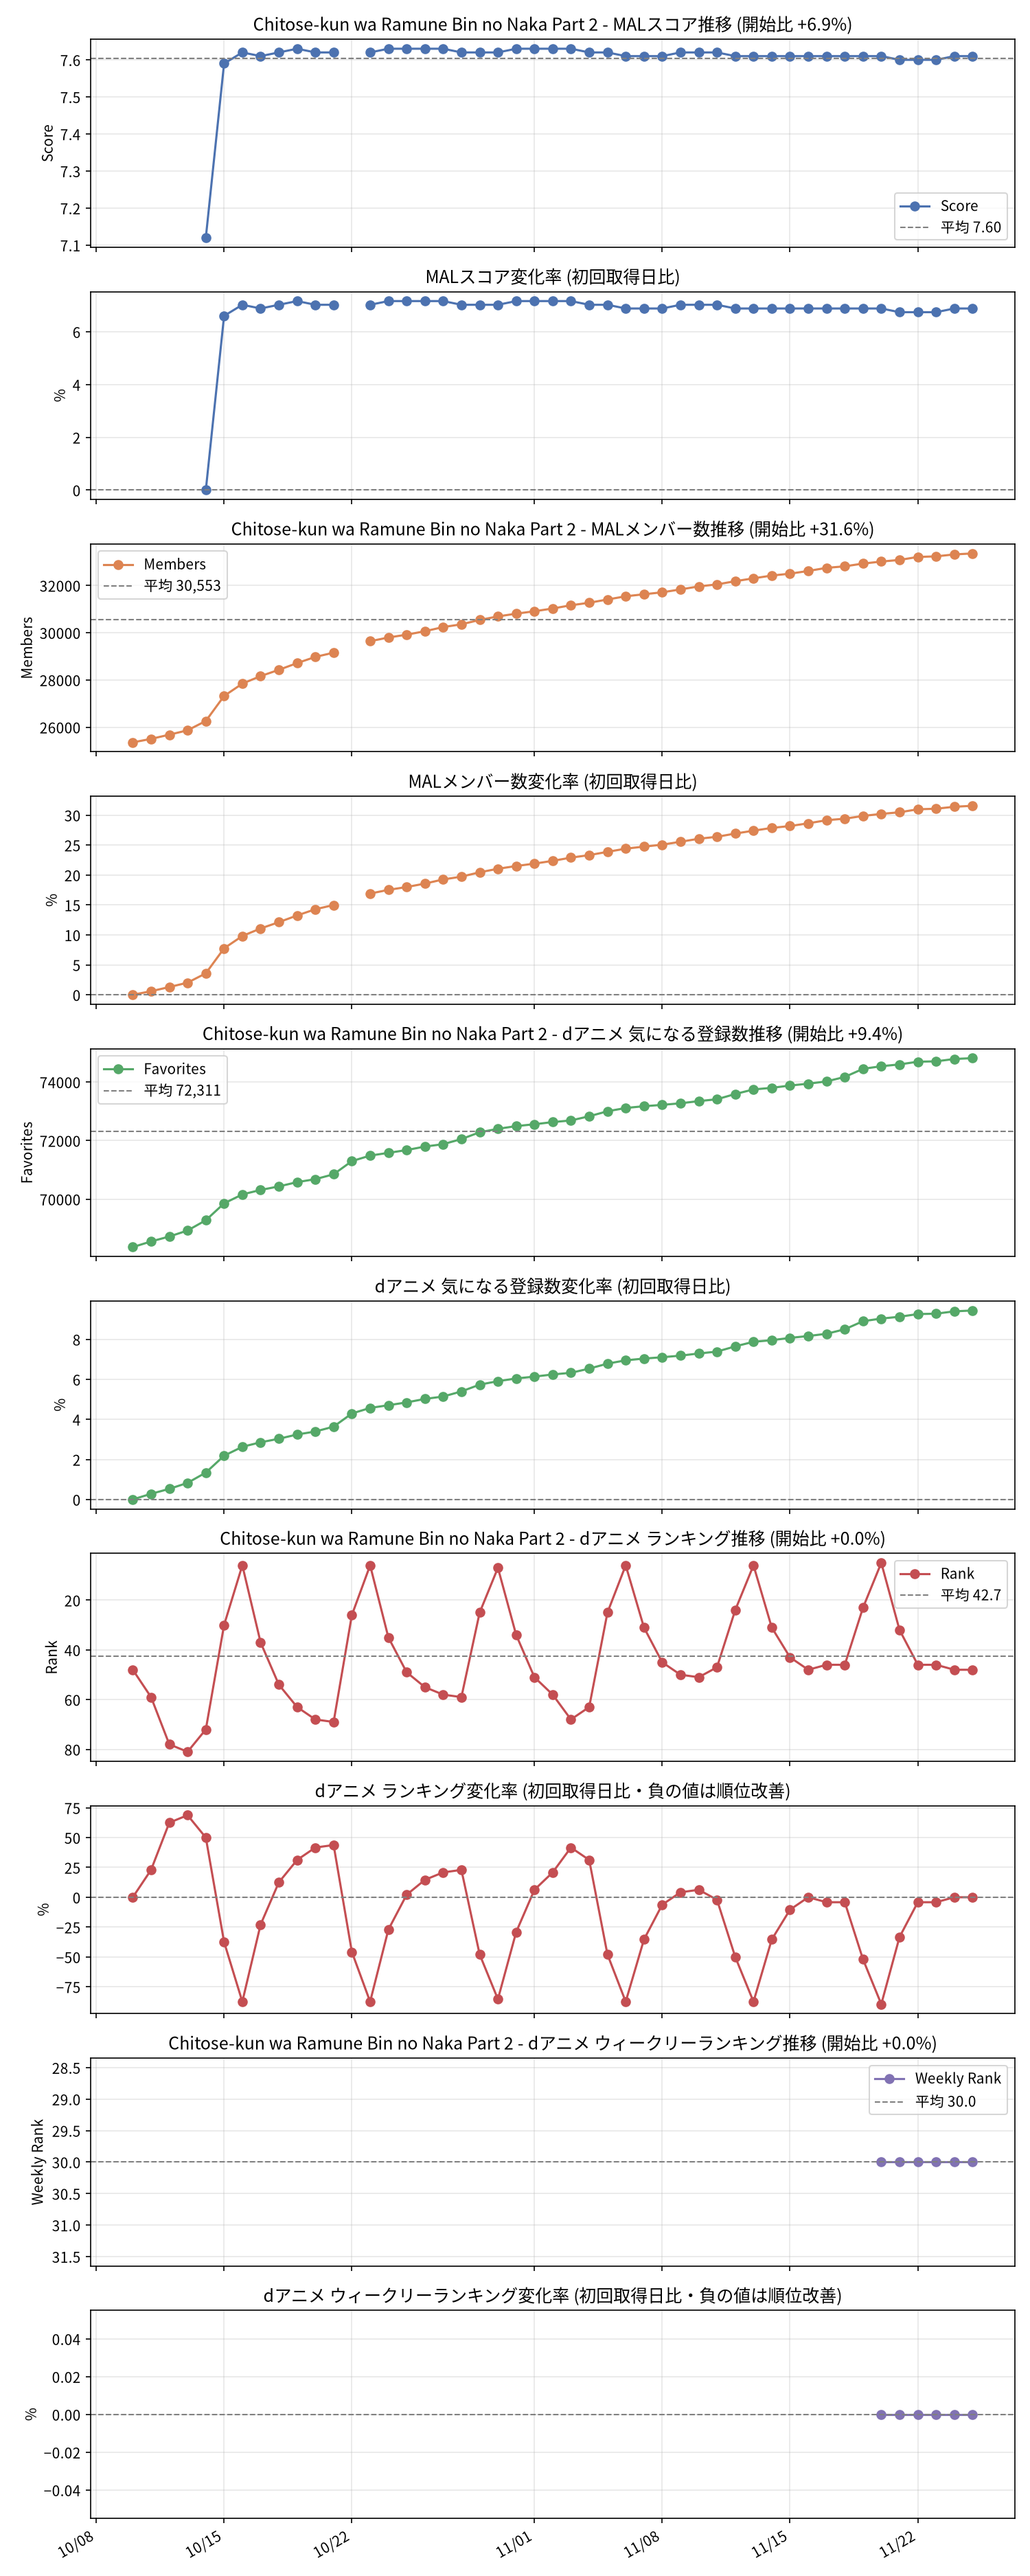 Chitose-kun wa Ramune Bin no Naka Part 2 - MALスコア推移 (開始比 +6.9%)
7.6
7.5
7.4
7.3
7.2
7.1
Score
Score
平均 7.60
MALスコア変化率 (初回取得日比)
6
4
2
0
%
Chitose-kun wa Ramune Bin no Naka Part 2 - MALメンバー数推移 (開始比 +31.6%)
Members
平均 30,553
32000
30000
28000
26000
Members
MALメンバー数変化率 (初回取得日比)
30
25
20
15
10
5
0
%
Chitose-kun wa Ramune Bin no Naka Part 2 - dアニメ 気になる登録数推移 (開始比 +9.4%)
Favorites
平均 72,311
74000
72000
70000
Favorites
dアニメ 気になる登録数変化率 (初回取得日比)
8
6
4
2
0
%
Chitose-kun wa Ramune Bin no Naka Part 2 - dアニメ ランキング推移 (開始比 +0.0%)
Rank
平均 42.7
20
40
60
80
Rank
dアニメ ランキング変化率 (初回取得日比・負の値は順位改善)
75
50
25
0
−25
−50
−75
%
Chitose-kun wa Ramune Bin no Naka Part 2 - dアニメ ウィークリーランキング推移 (開始比 +0.0%)
Weekly Rank
平均 30.0
28.5
29.0
29.5
30.0
30.5
31.0
31.5
Weekly Rank
dアニメ ウィークリーランキング変化率 (初回取得日比・負の値は順位改善)
0.04
0.02
0.00
−0.02
−0.04
%
10/08
10/15
10/22
11/01
11/08
11/15
11/22